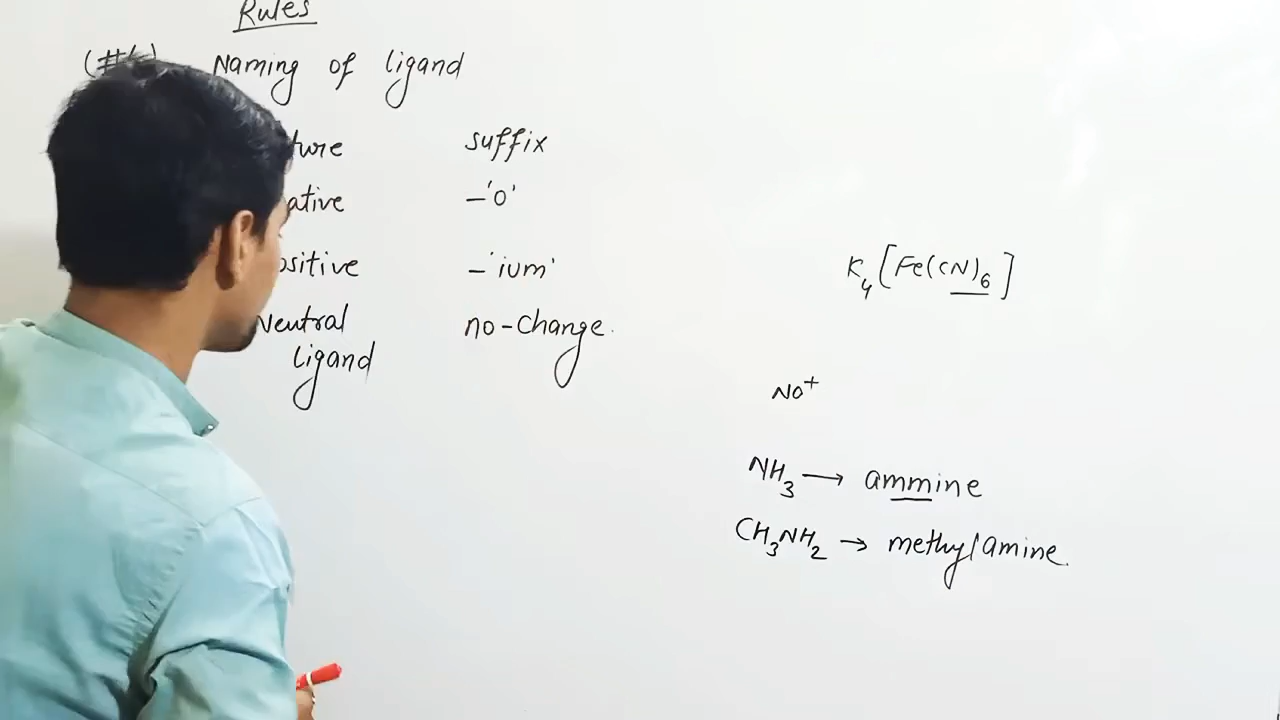 Rules
Naming of ligand
suffix
-'o'
-'ium'
Neutral no-change.
ligand
K4[Fe(CN)6]
NO+
NH3 → ammine
CH3NH2 → methylamine.